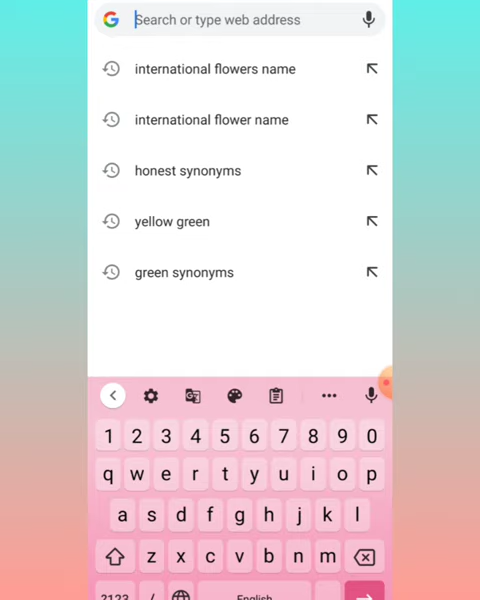 Search or type web address
international flowers name
international flower name
honest synonyms
yellow green
green synonyms
1 2 3 4 5 6 7 8 9 0
q w e r t y u i o p
a s d f g h j k l
z x c v b n m
?123 / English